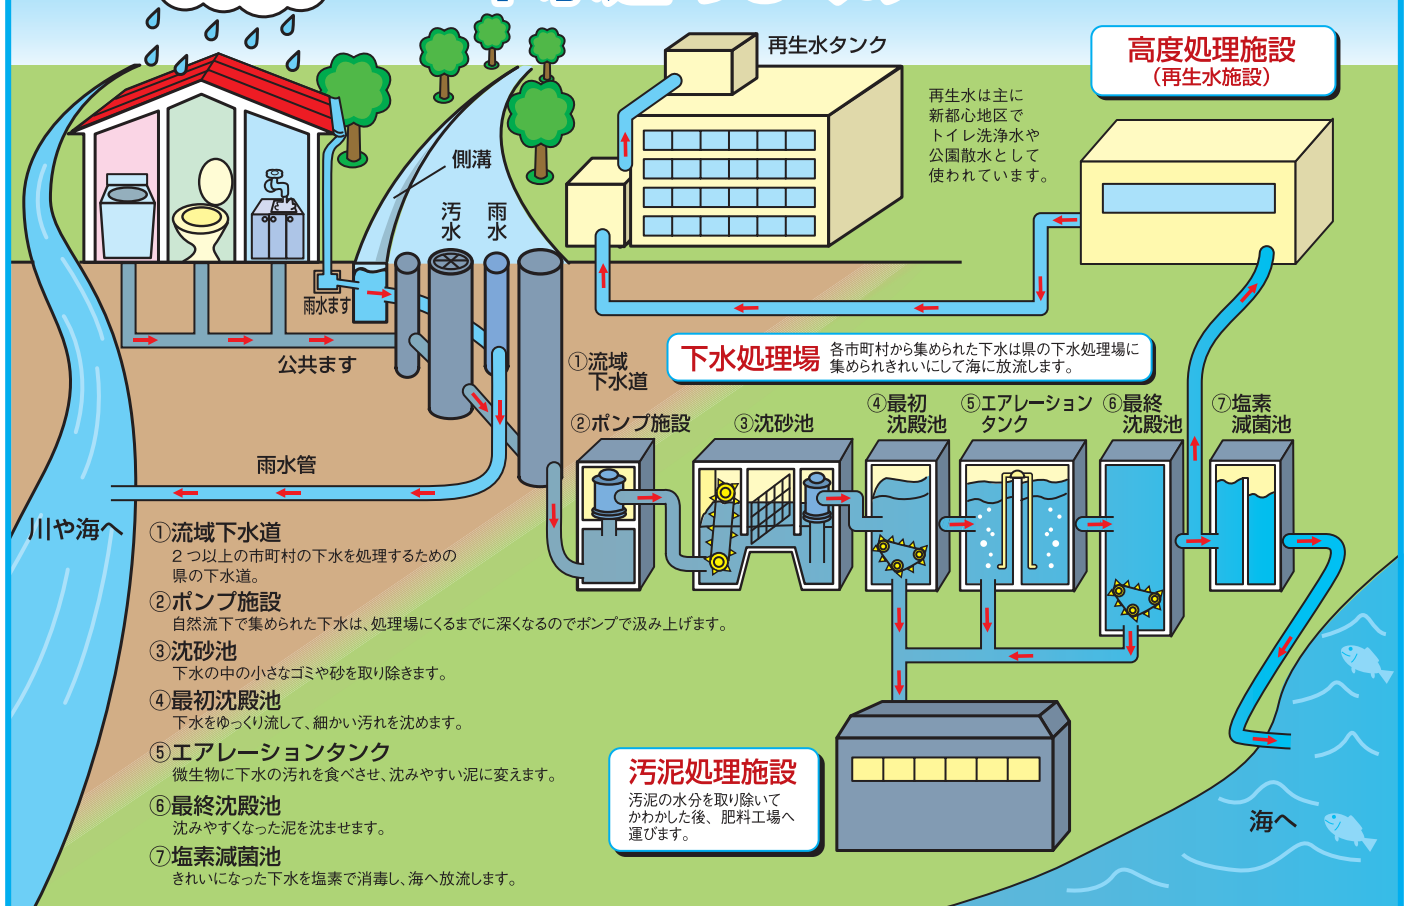 再生水タンク
高度処理施設
（再生水施設）
再生水は主に
新都心地区で
トイレ洗浄水や
公園散水として
使われています。
側溝
汚水
雨水
雨水ます
公共ます
下水処理場
各市町村から集められた下水は県の下水処理場に
集められきれいにして海に放流します。
①流域
下水道
②ポンプ施設
③沈砂池
④最初
沈殿池
⑤エアレーション
タンク
⑥最終
沈殿池
⑦塩素
減菌池
雨水管
川や海へ
①流域下水道
２つ以上の市町村の下水を処理するための
県の下水道。
②ポンプ施設
自然流下で集められた下水は、処理場にくるまでに深くなるのでポンプで汲み上げます。
③沈砂池
下水の中の小さなゴミや砂を取り除きます。
④最初沈殿池
下水をゆっくり流して、細かい汚れを沈めます。
⑤エアレーションタンク
微生物に下水の汚れを食べさせ、沈みやすい泥に変えます。
⑥最終沈殿池
沈みやすくなった泥を沈ませます。
⑦塩素減菌池
きれいになった下水を塩素で消毒し、海へ放流します。
汚泥処理施設
汚泥の水分を取り除いて
かわかした後、肥料工場へ
運びます。
海へ